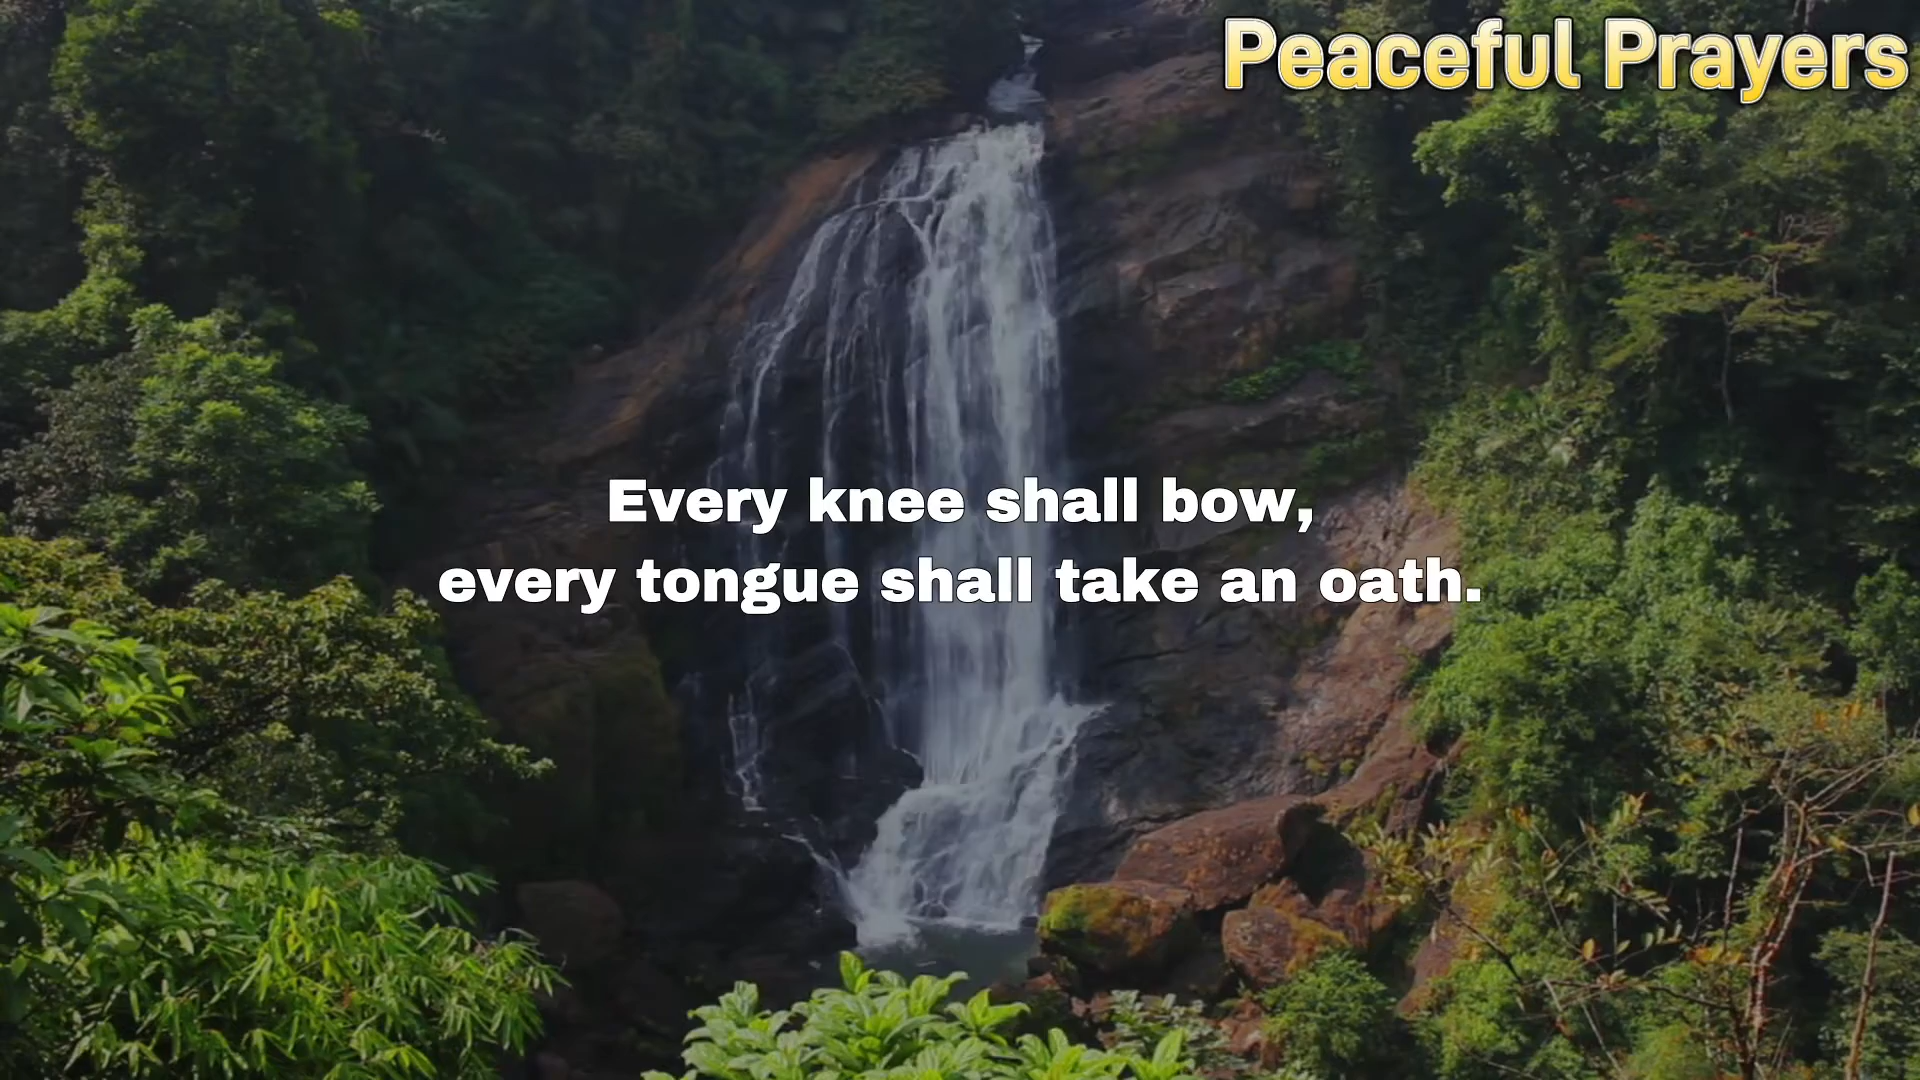 Peaceful Prayers
Every knee shall bow,
every tongue shall take an oath.